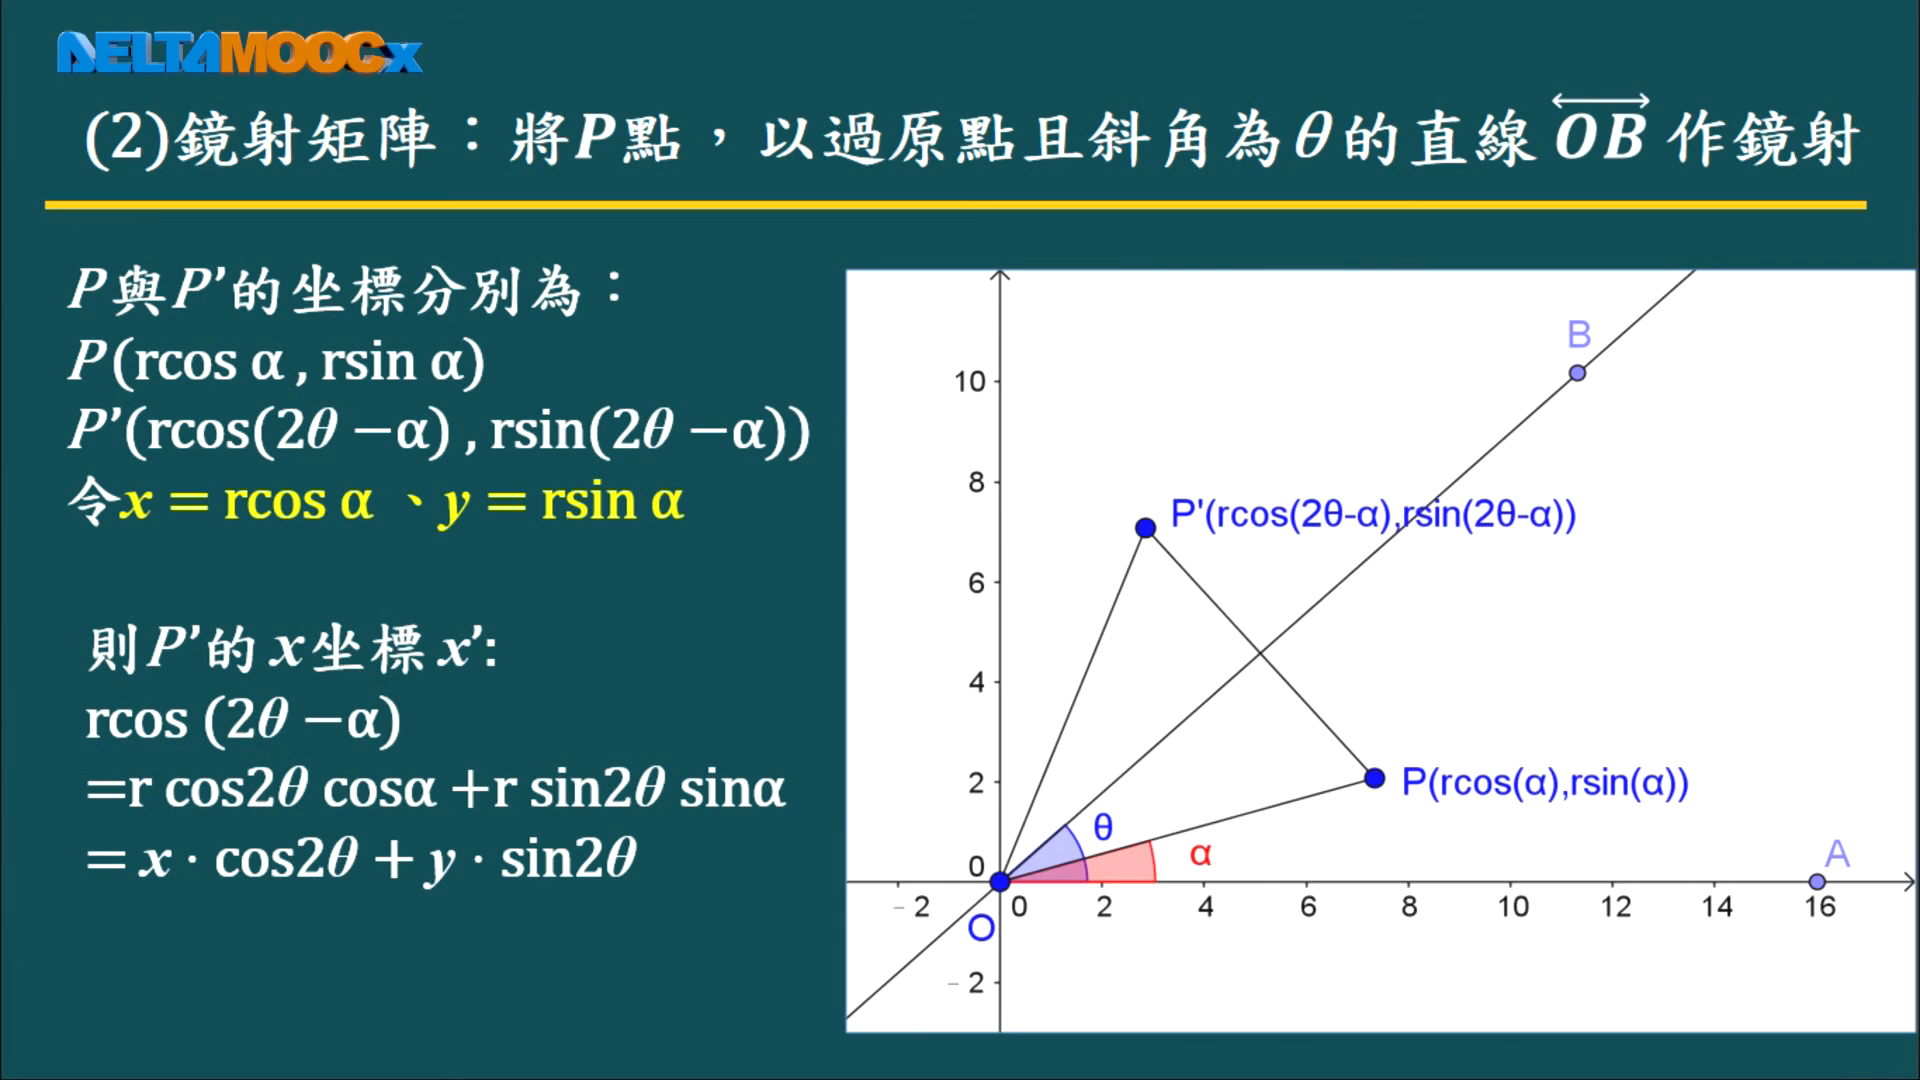 DELTAMOOCx
(2)鏡射矩陣：將P點，以過原點且斜角為θ的直線 OB 作鏡射
P與P’的坐標分別為：
P(rcos α , rsin α)
P’(rcos(2θ −α) , rsin(2θ −α))
令x = rcos α 、y = rsin α
則P’的 x坐標 x’:
rcos (2θ −α)
=r cos2θ cosα +r sin2θ sinα
= x · cos2θ + y · sin2θ
B
10
8
P'(rcos(2θ-α),rsin(2θ-α))
6
4
2
P(rcos(α),rsin(α))
θ
α
A
0
－2 0 2 4 6 8 10 12 14 16
O
－2